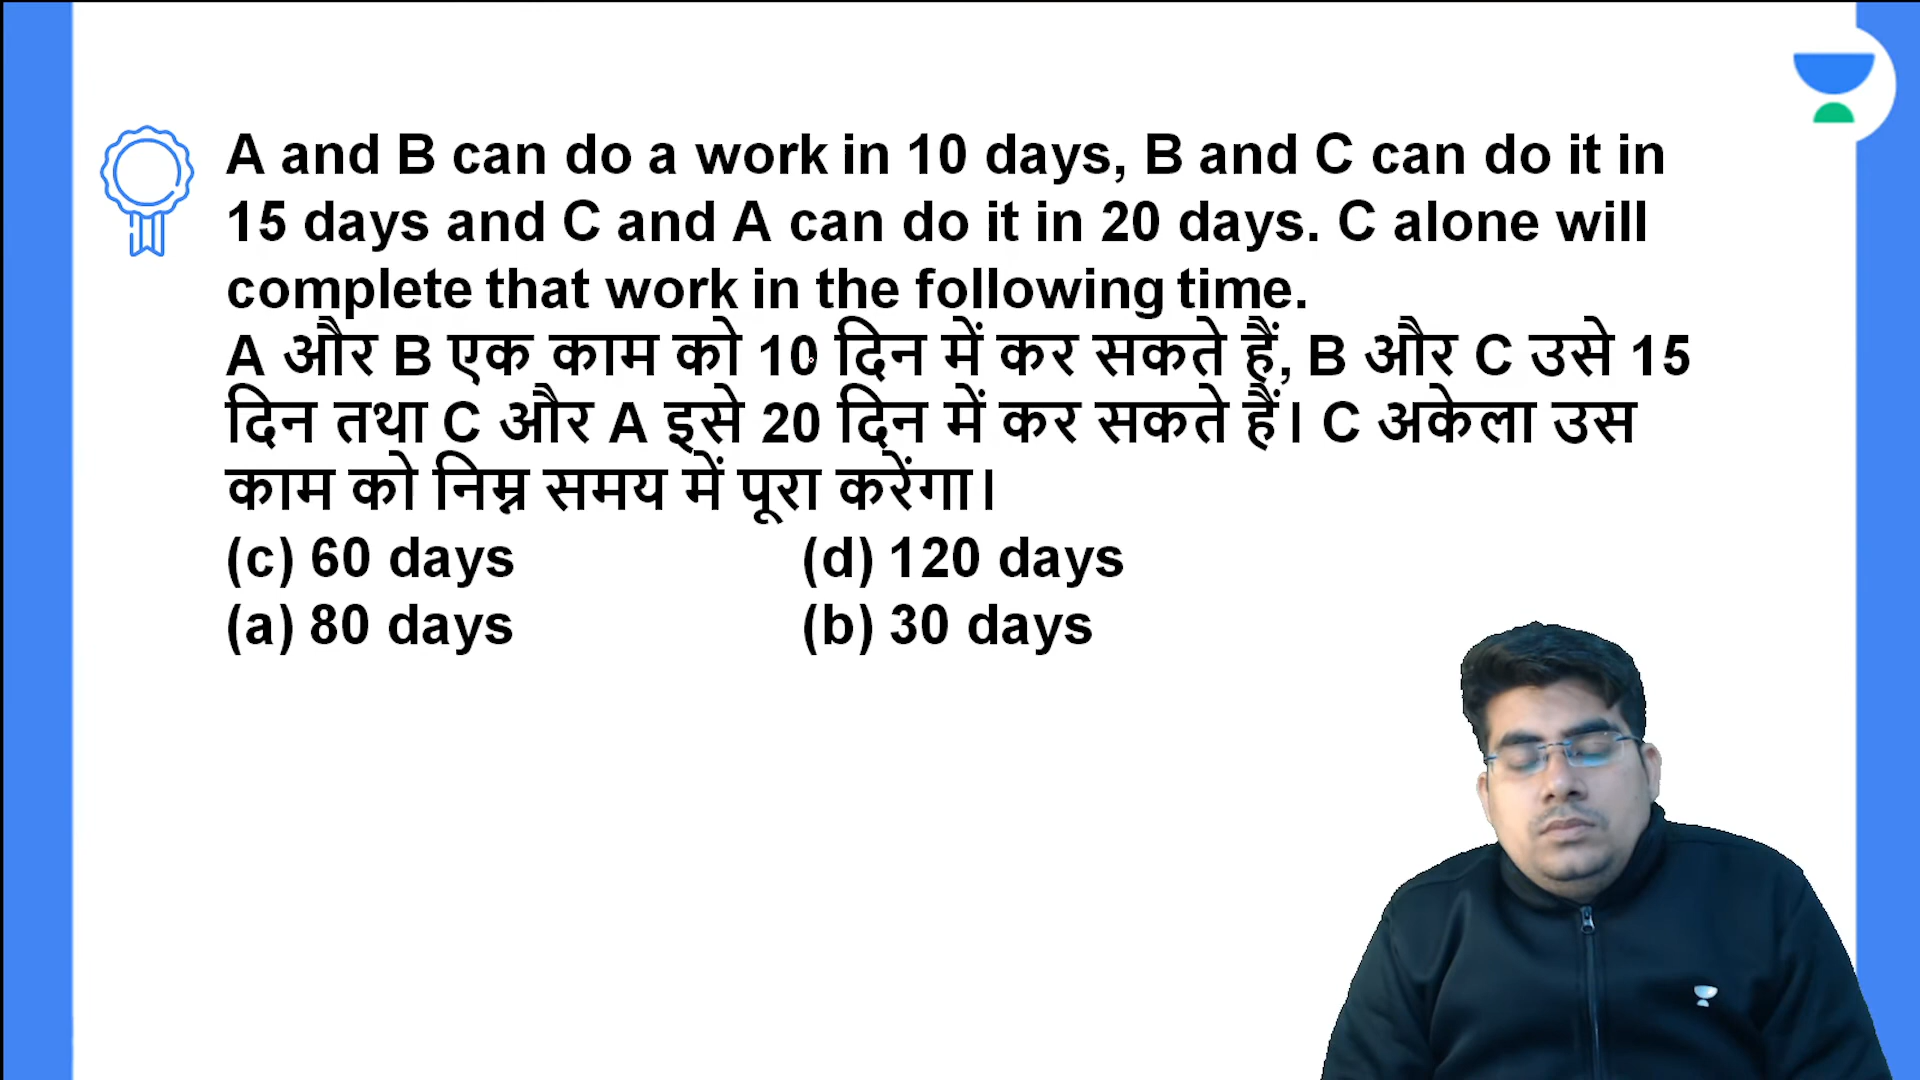 A and B can do a work in 10 days, B and C can do it in
15 days and C and A can do it in 20 days. C alone will
complete that work in the following time.
A और B एक काम को 10 दिन में कर सकते हैं, B और C उसे 15
दिन तथा C और A इसे 20 दिन में कर सकते हैं। C अकेला उस
काम को निम्न समय में पूरा करेंगा।
(c) 60 days (d) 120 days
(a) 80 days (b) 30 days